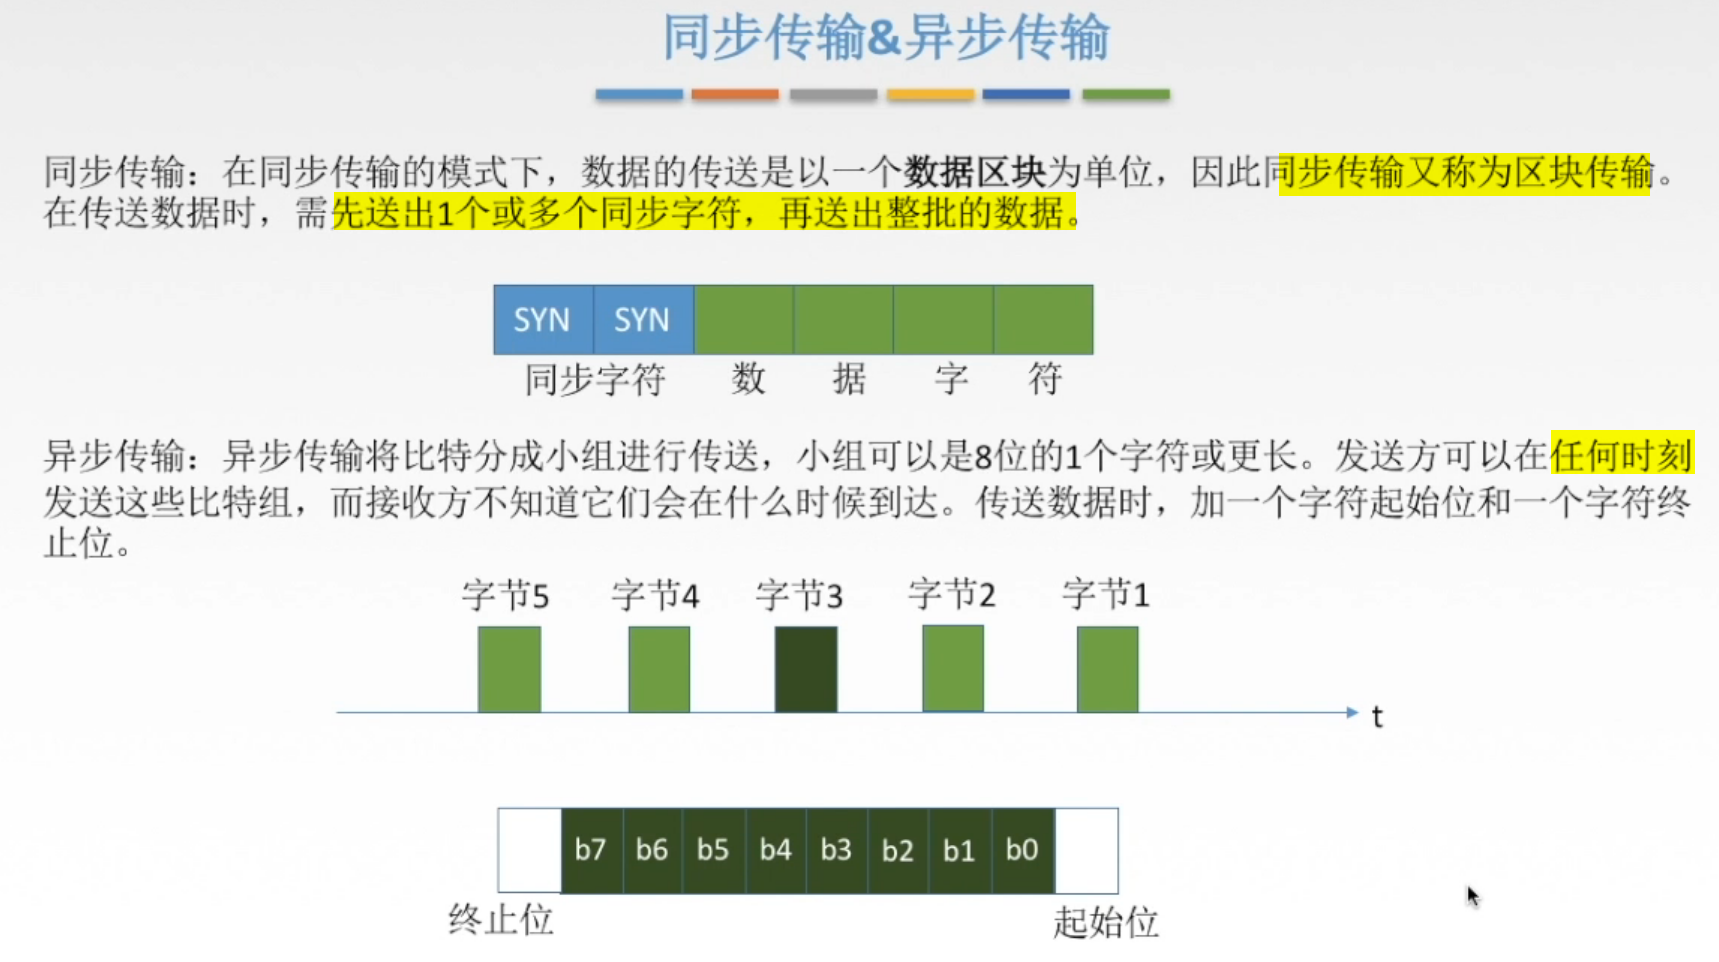 同步传输&异步传输
同步传输：在同步传输的模式下，数据的传送是以一个数据区块为单位，因此同步传输又称为区块传输。
在传送数据时，需先送出1个或多个同步字符，再送出整批的数据。
SYN SYN
同步字符 数 据 字 符
异步传输：异步传输将比特分成小组进行传送，小组可以是8位的1个字符或更长。发送方可以在任何时刻
发送这些比特组，而接收方不知道它们会在什么时候到达。传送数据时，加一个字符起始位和一个字符终
止位。
字节5 字节4 字节3 字节2 字节1
t
b7 b6 b5 b4 b3 b2 b1 b0
终止位 起始位